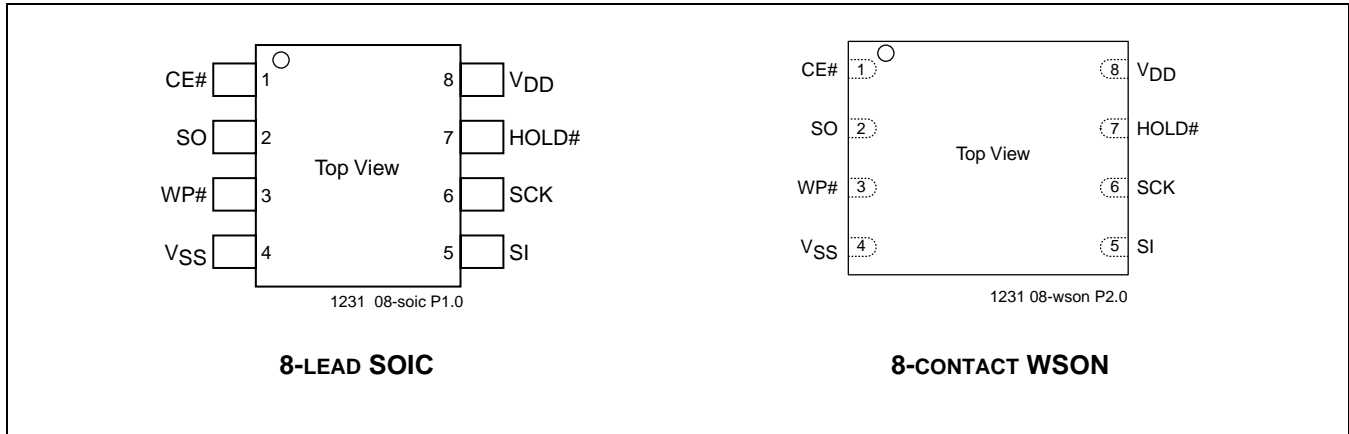 CE# 1 8 VDD
SO 2 7 HOLD#
Top View
WP# 3 6 SCK
VSS 4 5 SI
1231 08-soic P1.0
8-LEAD SOIC
CE# 1 8 VDD
SO 2 7 HOLD#
Top View
WP# 3 6 SCK
VSS 4 5 SI
1231 08-wson P2.0
8-CONTACT WSON